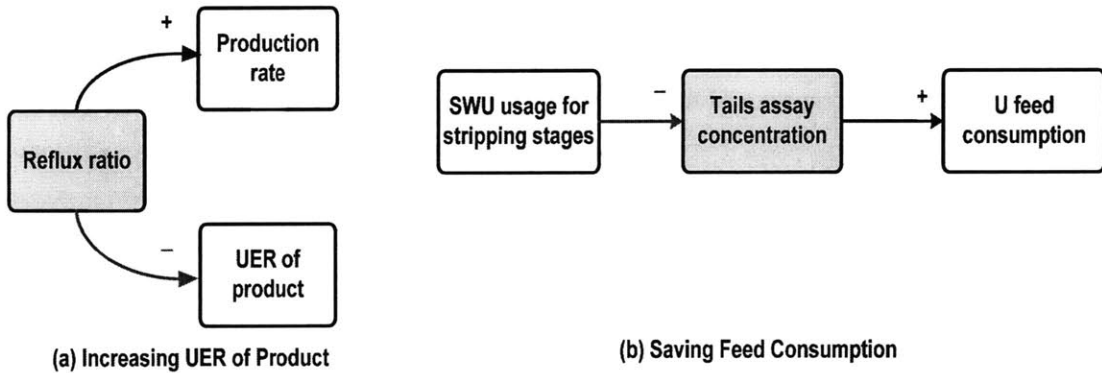 +
Production
rate
Reflux ratio
–
UER of
product
(a) Increasing UER of Product
SWU usage for
stripping stages
–
Tails assay
concentration
+
U feed
consumption
(b) Saving Feed Consumption